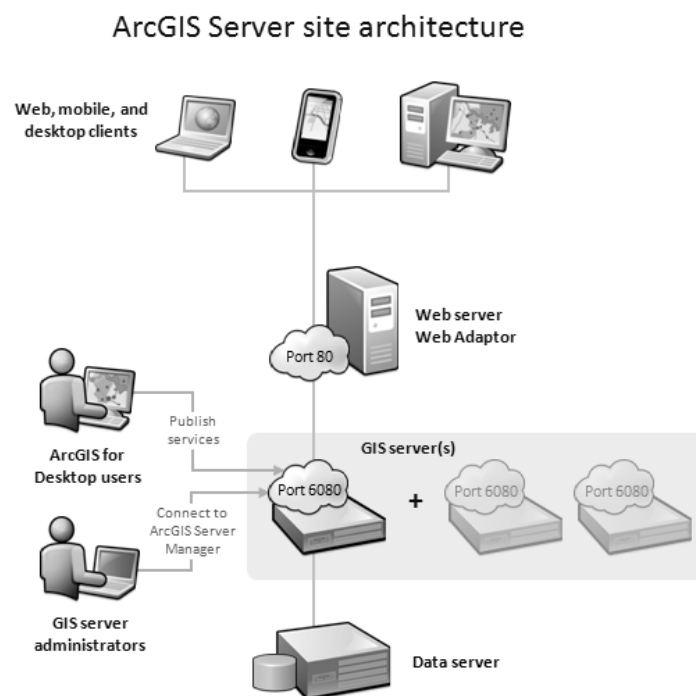 ArcGIS Server site architecture
Web, mobile, and
desktop clients
Web server
Web Adaptor
Port 80
Publish
services
ArcGIS for
Desktop users
GIS server(s)
Port 6080
+
Port 6080
Port 6080
Connect to
ArcGIS Server
Manager
GIS server
administrators
Data server